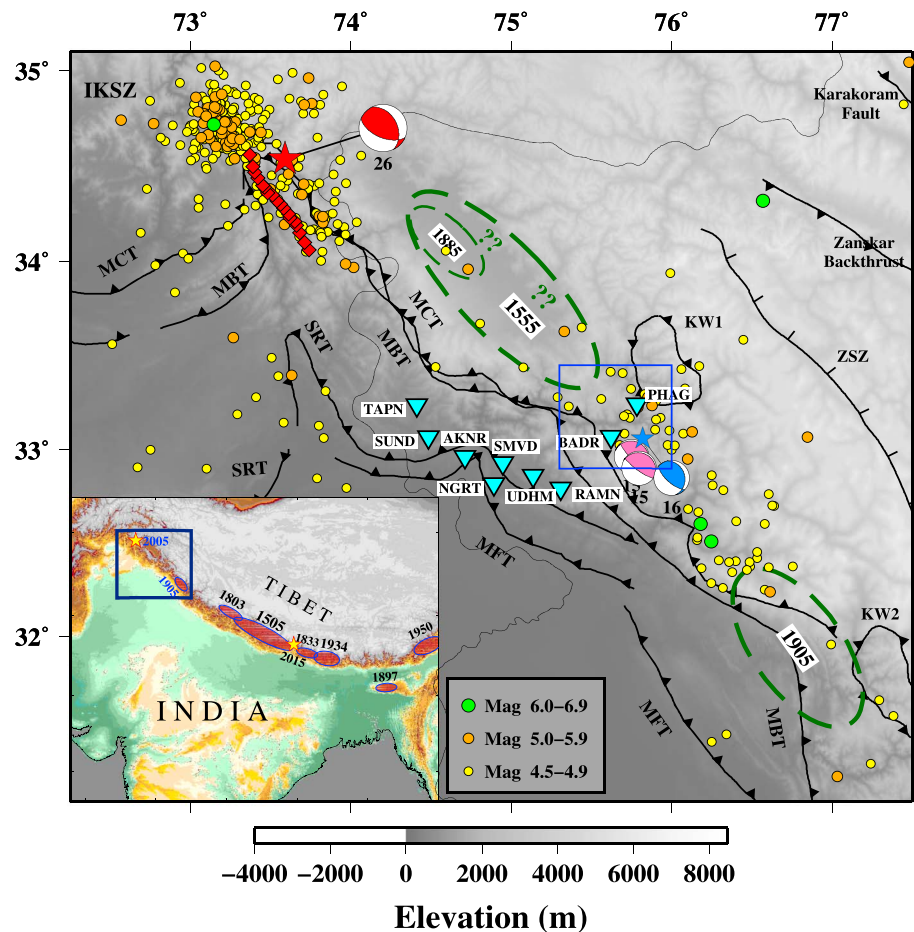 73° 74° 75° 76° 77°
35°
34°
33°
32°
IKSZ
Karakoram
Fault
26
Zanskar
Backthrust
1885
??
??
1555
MCT
MBT
MCT
MBT
SRT
SRT
KW1
ZSZ
PHAG
TAPN
SUND
AKNR
SMVD
BADR
NGRT
UDHM
RAMN
15
16
MFT
KW2
1905
MBT
MFT
2005
1905
TIBET
1803
1505
1833
1934
2015
1950
1897
INDIA
Mag 6.0–6.9
Mag 5.0–5.9
Mag 4.5–4.9
−4000 −2000 0 2000 4000 6000 8000
Elevation (m)